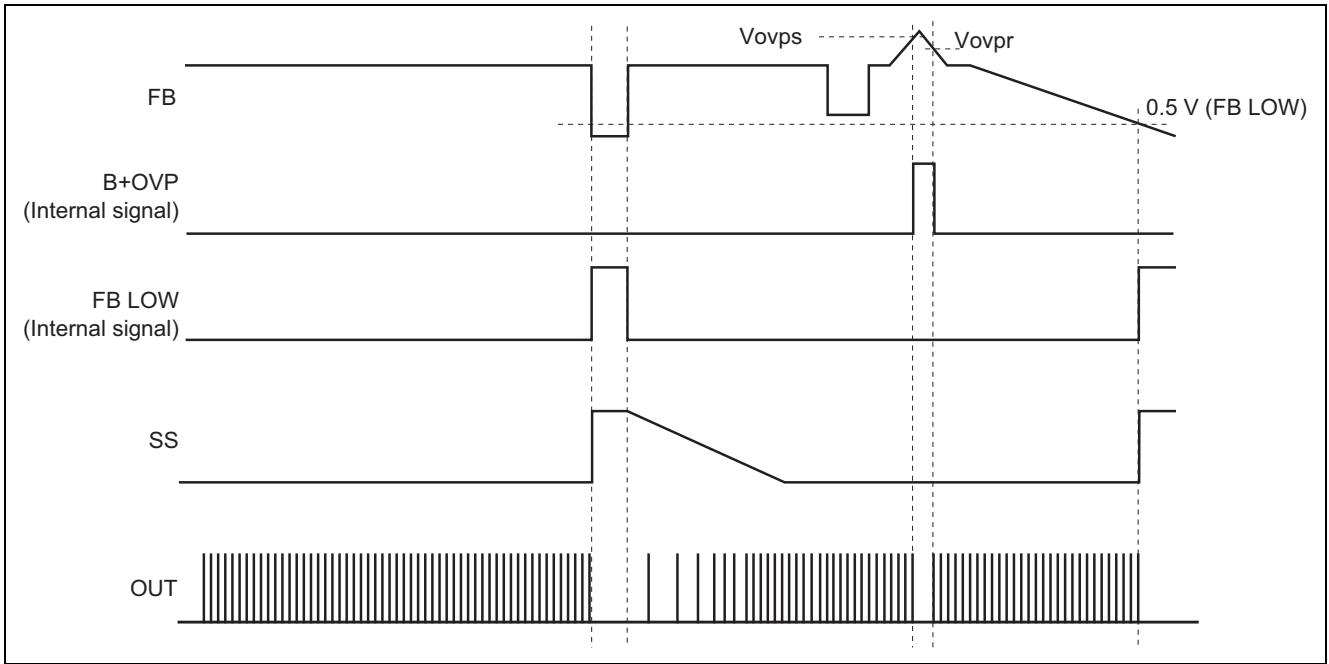 Vovps
Vovpr
FB
0.5 V (FB LOW)
B+OVP
(Internal signal)
FB LOW
(Internal signal)
SS
OUT